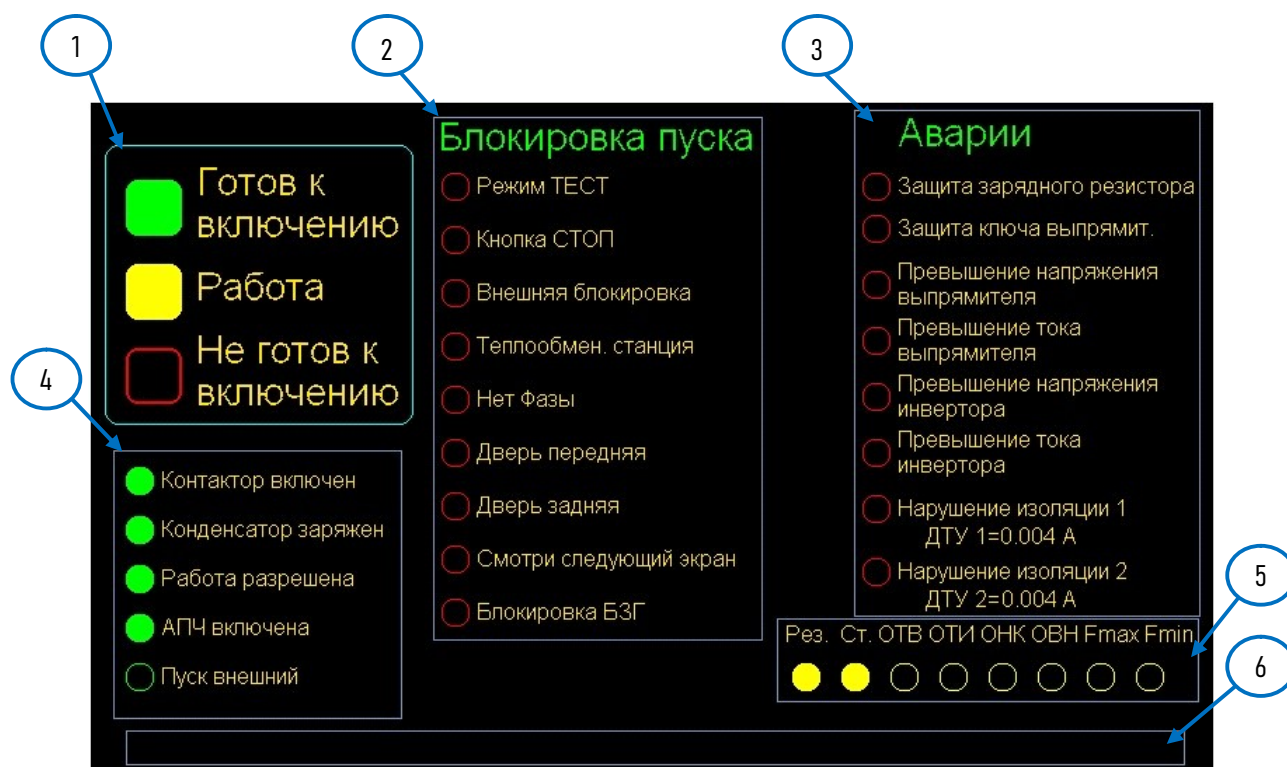 1
2
3
Готов к
включению
Работа
Не готов к
включению
4
Контактор включен
Конденсатор заряжен
Работа разрешена
АПЧ включена
Пуск внешний
Блокировка пуска
Режим ТЕСТ
Кнопка СТОП
Внешняя блокировка
Теплообмен. станция
Нет Фазы
Дверь передняя
Дверь задняя
Смотри следующий экран
Блокировка БЗГ
Аварии
Защита зарядного резистора
Защита ключа выпрямит.
Превышение напряжения
выпрямителя
Превышение тока
выпрямителя
Превышение напряжения
инвертора
Превышение тока
инвертора
Нарушение изоляции 1
ДТУ 1=0.004 А
Нарушение изоляции 2
ДТУ 2=0.004 А
5
Рез. Ст. ОТВ ОТИ ОНК ОВН Fmax Fmin
6